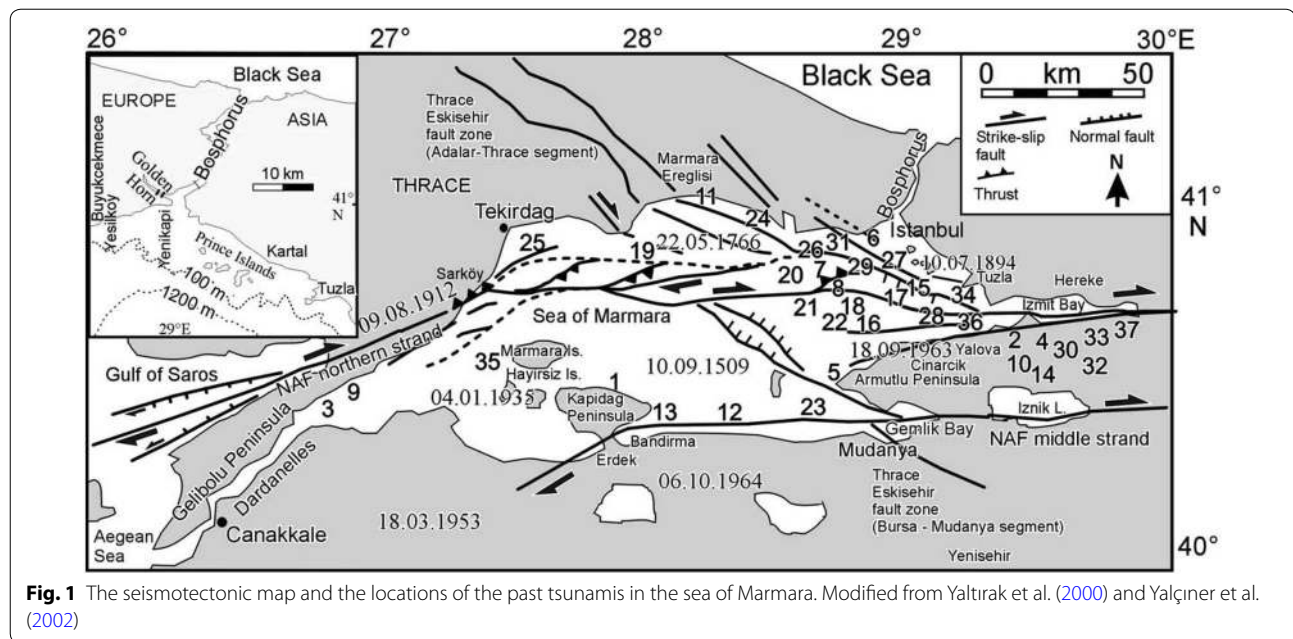 26°
27°
28°
29°
30°E
Black Sea
EUROPE
ASIA
Bosphorus
Buyukcekmece
Golden
Horn
Yesilköy
Yenikapi
10 km
41°
N
Prince Islands
Kartal
Tuzla
100 m
1200 m
29°E
Thrace
Eskisehir
fault zone
(Adalar-Thrace segment)
THRACE
Tekirdag
Marmara
Ereglisi
Black Sea
Bosphorus
Istanbul
0 km 50
Strike-slip
fault
Normal fault
Thrust
N
41°
N
11
24
25
19
22.05.1766
26
31
6
27
10.07.1894
Tuzla
Hereke
Sarköy
20
7
29
15
34
8
17
Izmit Bay
09.08.1912
Sea of Marmara
21
18
28
22
16
36
37
33
2
4
30
10
14
32
18.09.1963
Yalova
Cinarcik
Armutlu Peninsula
Gulf of Saros
NAF northern strand
35
Marmara Is.
Hayırsiz Is.
10.09.1509
5
04.01.1935
1
Kapidag
Peninsula
9
3
13
12
23
Iznik L.
Gemlik Bay
NAF middle strand
Bandirma
Erdek
Mudanya
Gelibolu Peninsula
Dardanelles
06.10.1964
Thrace
Eskisehir
fault zone
(Bursa - Mudanya segment)
18.03.1953
Aegean
Sea
Canakkale
Yenisehir
40°
Fig. 1 The seismotectonic map and the locations of the past tsunamis in the sea of Marmara. Modified from Yaltırak et al. (2000) and Yalçıner et al.
(2002)